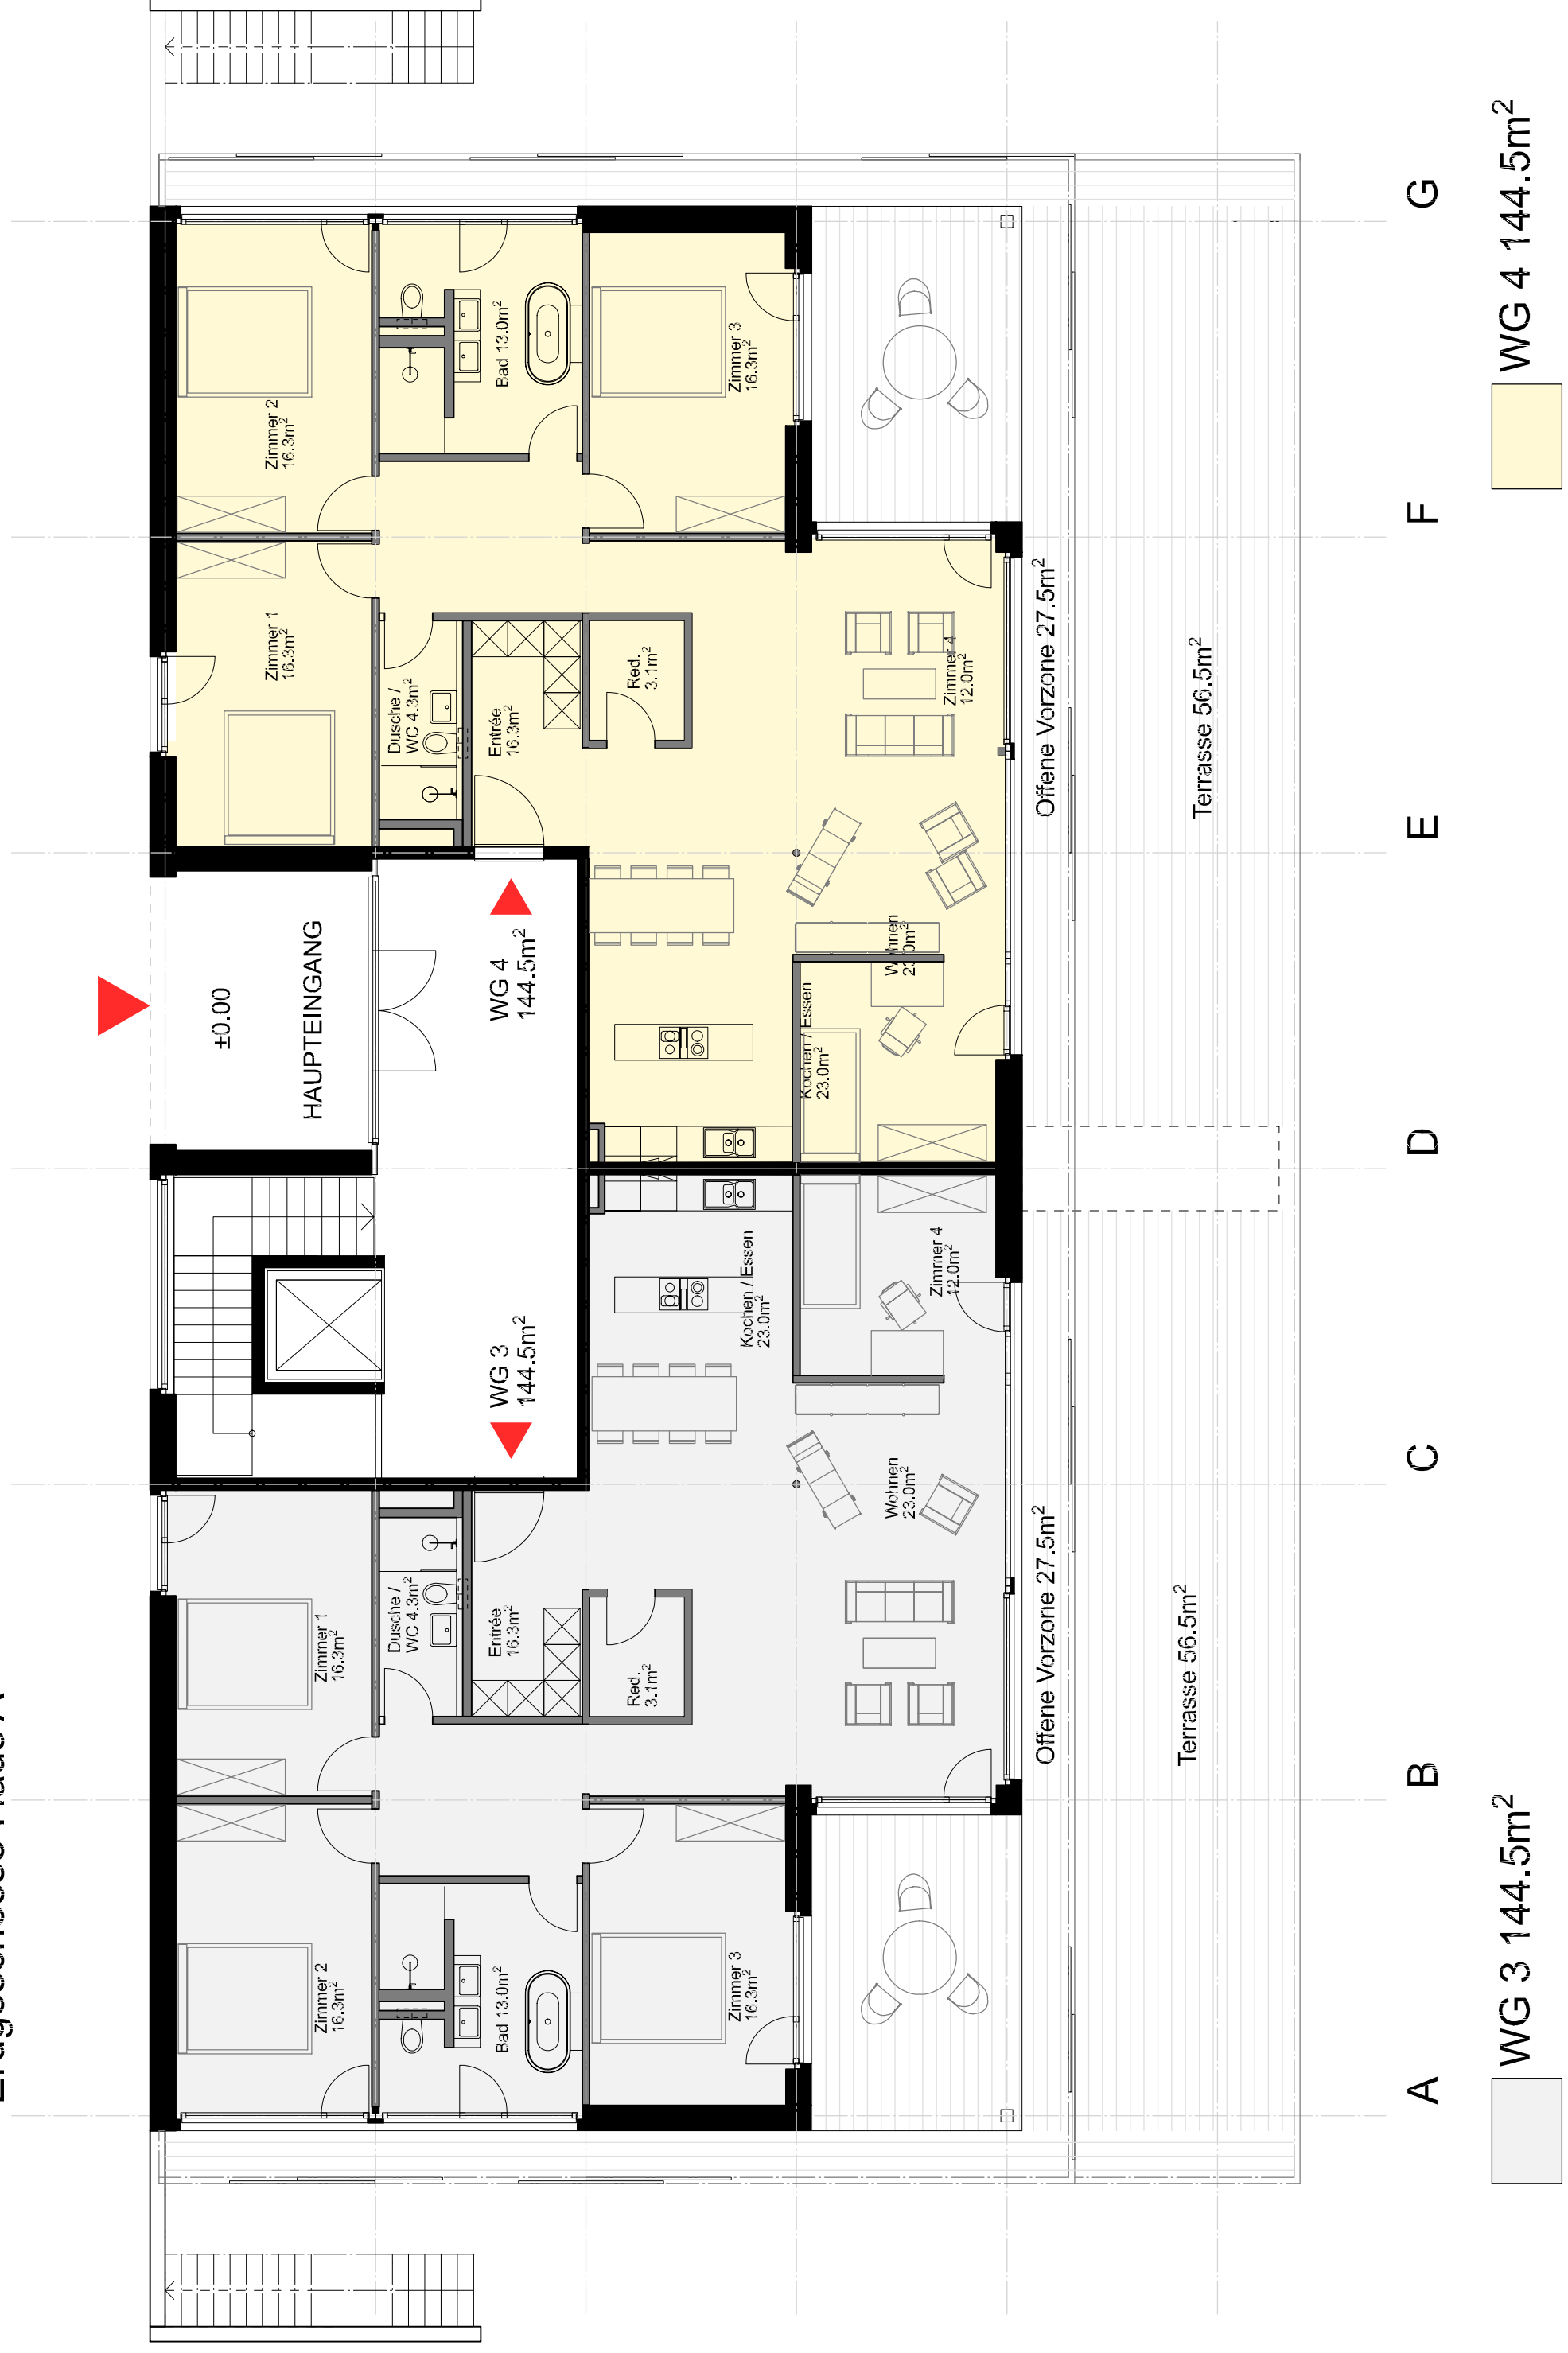 WG 4 144.5m²
WG 3 144.5m²
G
F
E
D
C
B
A
Zimmer 2
16.3m²
Zimmer 1
16.3m²
Bad 13.0m²
Zimmer 3
16.3m²
Dusche /
WC 4.3m²
Entrée
16.3m²
Red.
3.1m²
Zimmer 4
12.0m²
Wohnen
23.0m²
Kochen / Essen
23.0m²
Offene Vorzone 27.5m²
Terrasse 56.5m²
±0.00
HAUPTEINGANG
WG 4
144.5m²
WG 3
144.5m²
Kochen / Essen
23.0m²
Zimmer 4
12.0m²
Wohnen
23.0m²
Zimmer 1
16.3m²
Dusche /
WC 4.3m²
Entrée
16.3m²
Red.
3.1m²
Zimmer 2
16.3m²
Bad 13.0m²
Zimmer 3
16.3m²
Offene Vorzone 27.5m²
Terrasse 56.5m²